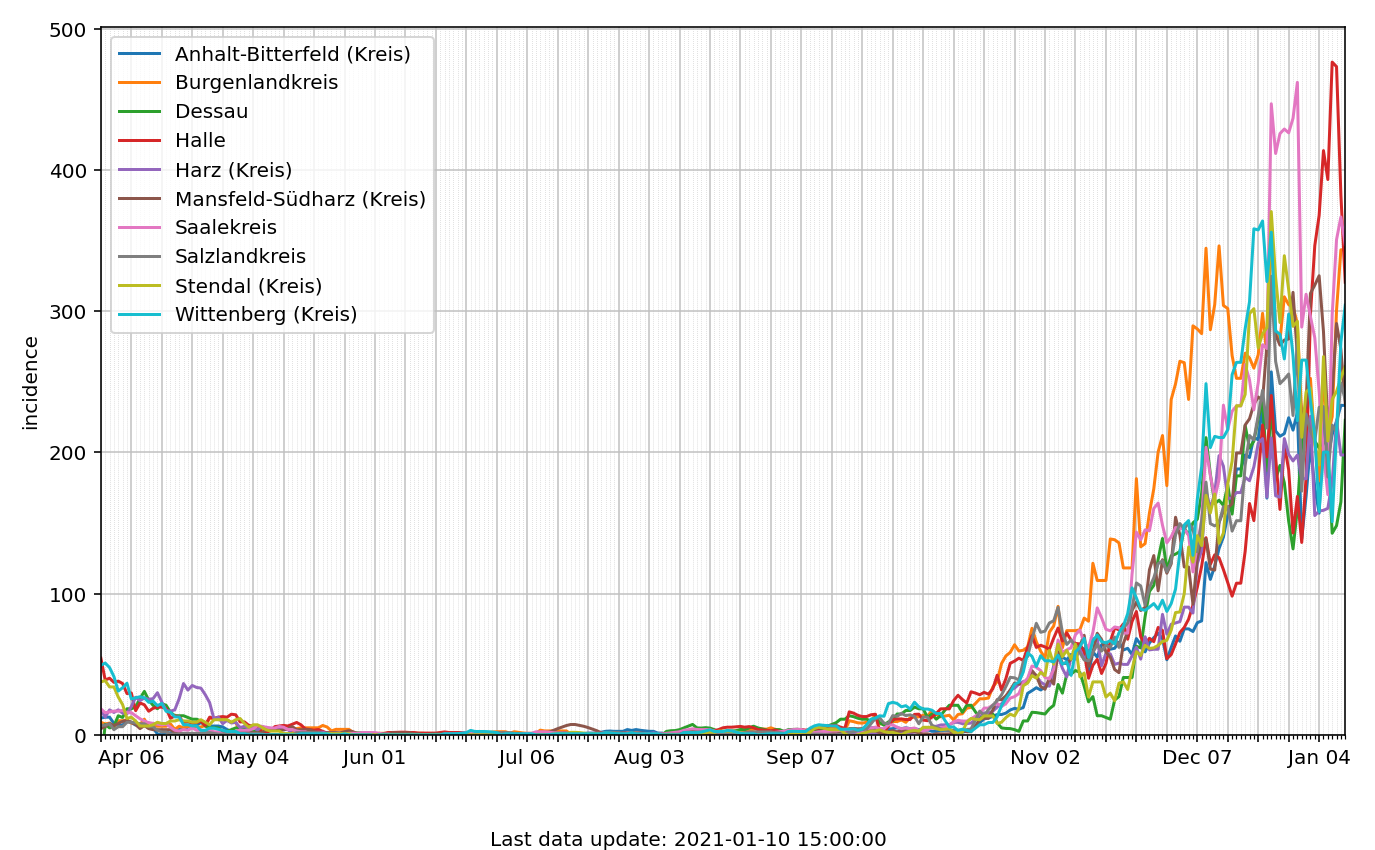 500
400
300
200
100
0
incidence
Anhalt-Bitterfeld (Kreis)
Burgenlandkreis
Dessau
Halle
Harz (Kreis)
Mansfeld-Südharz (Kreis)
Saalekreis
Salzlandkreis
Stendal (Kreis)
Wittenberg (Kreis)
Apr 06 May 04 Jun 01 Jul 06 Aug 03 Sep 07 Oct 05 Nov 02 Dec 07 Jan 04
Last data update: 2021-01-10 15:00:00